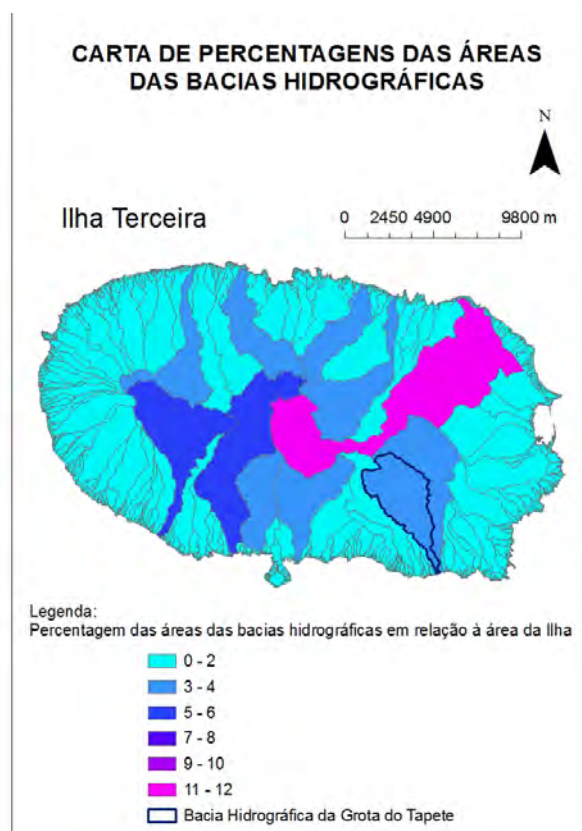 CARTA DE PERCENTAGENS DAS ÁREAS
DAS BACIAS HIDROGRÁFICAS
N
Ilha Terceira
0 2450 4900 9800 m
Legenda:
Percentagem das áreas das bacias hidrográficas em relação à área da Ilha
0 - 2
3 - 4
5 - 6
7 - 8
9 - 10
11 - 12
Bacia Hidrográfica da Grota do Tapete